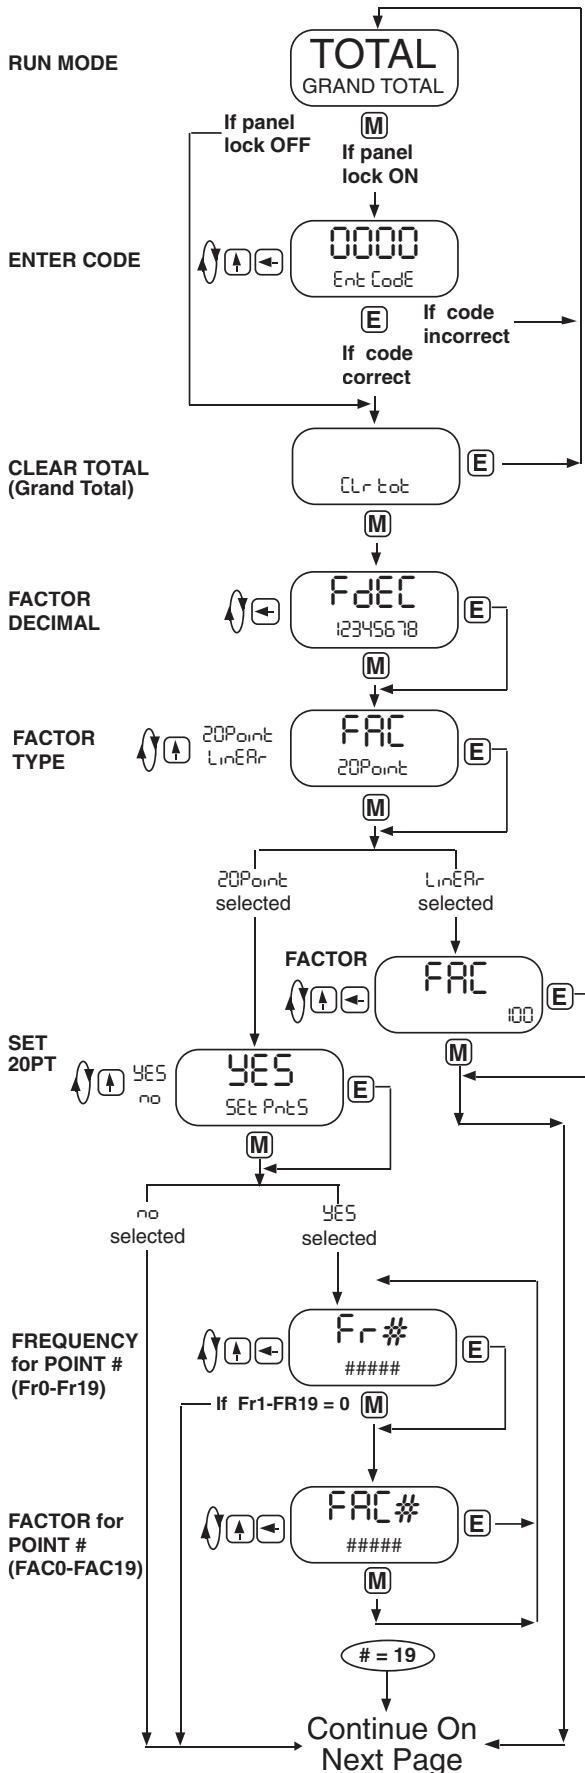 RUN MODE
TOTAL
GRAND TOTAL
If panel
lock OFF
M
If panel
lock ON
ENTER CODE
0000
Ent CodE
E
If code
incorrect
If code
correct
CLEAR TOTAL
(Grand Total)
CLr tot
E
M
FACTOR
DECIMAL
FdEC
12345678
E
M
FACTOR
TYPE
20Point
LinEAr
FAC
20Point
E
M
20Point
selected
LinEAr
selected
FACTOR
FAC
100
E
M
SET
20PT
YES
no
YES
SEt PntS
E
M
no
selected
YES
selected
FREQUENCY
for POINT #
(Fr0-Fr19)
Fr#
#####
E
If Fr1-FR19 = 0
M
FACTOR for
POINT #
(FAC0-FAC19)
FAC#
#####
E
M
# = 19
Continue On
Next Page